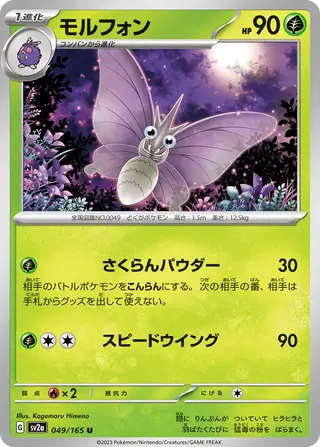 1進化
モルフォン
HP 90
コンパンから進化
全国図鑑NO.0049 どくがポケモン 高さ:1.5m 重さ:12.5kg
さくらんパウダー 30
相手のバトルポケモンをこんらんにする。次の相手の番、相手は
手札からグッズを出して使えない。
スピードウイング 90
弱点 ×2 抵抗力 にげる
Illus. Kagemaru Himeno
G sv2a 049/165 U
羽に りんぷんが ついていて
羽ばたくたびに 猛毒の粉を ばらまく。
©2023 Pokémon/Nintendo/Creatures/GAME FREAK.